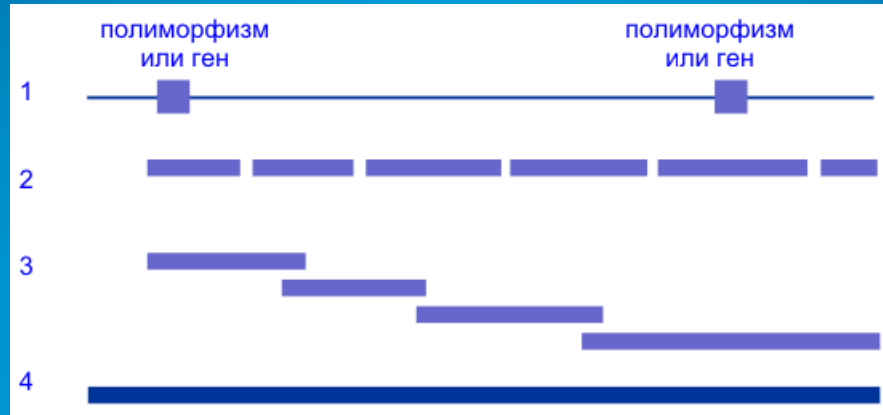 полиморфизм
или ген
полиморфизм
или ген
1
2
3
4